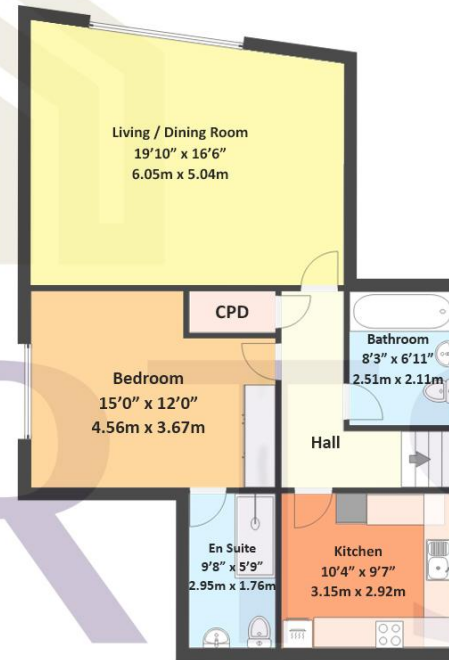 Living / Dining Room
19’10” x 16’6”
6.05m x 5.04m
CPD
Bathroom
8’3” x 6’11”
2.51m x 2.11m
Bedroom
15’0” x 12’0”
4.56m x 3.67m
Hall
En Suite
9’8” x 5’9”
2.95m x 1.76m
Kitchen
10’4” x 9’7”
3.15m x 2.92m